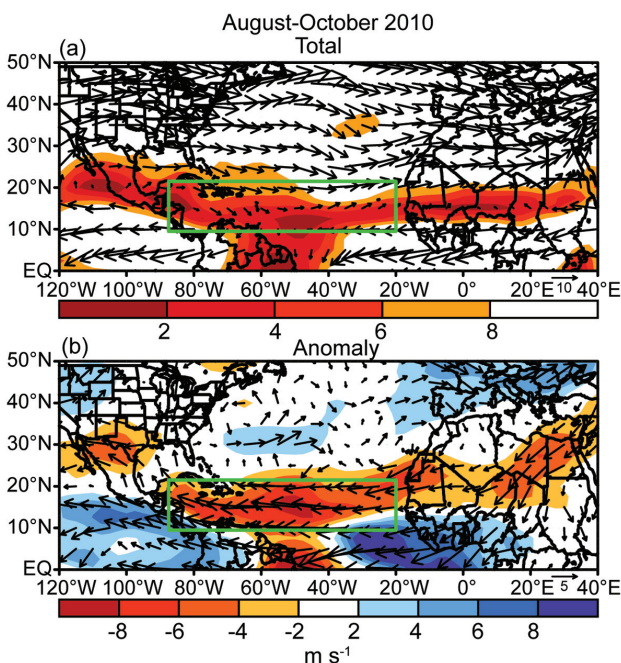 August-October 2010
(a) Total
50°N
40°N
30°N
20°N
10°N
EQ
120°W 100°W 80°W 60°W 40°W 20°W 0° 20°E 10 40°E
2 4 6 8
(b) Anomaly
50°N
40°N
30°N
20°N
10°N
EQ
120°W 100°W 80°W 60°W 40°W 20°W 0° 20°E 5 40°E
-8 -6 -4 -2 2 4 6 8
m s-1